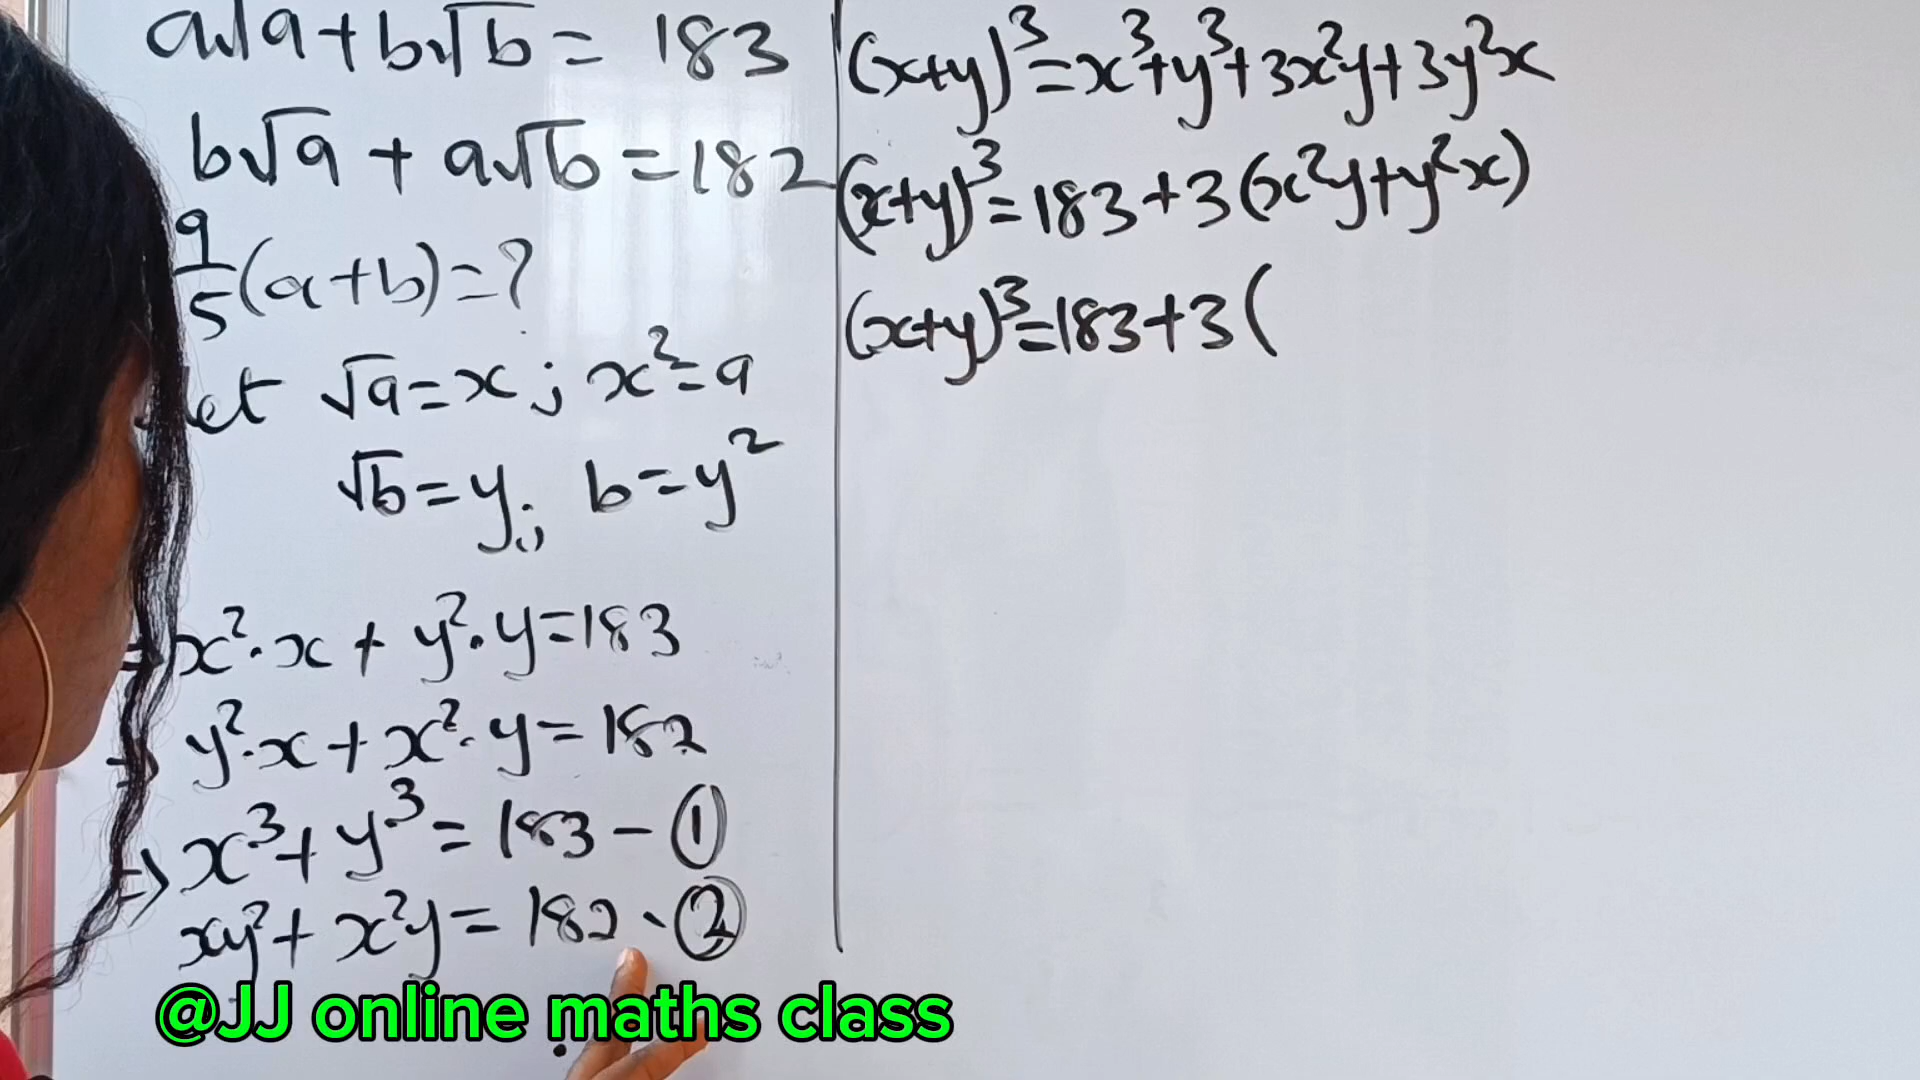 a√a+b√b= 183
b√a + a√b=182
9/5(a+b)=?
let √a=x; x²=a
√b=y; b=y²
⇒x²·x + y²·y=183
⇒ y²·x+x²·y=182
⇒ x³+y³= 183 - ①
xy²+ x²y= 182 - ②
(x+y)³=x³+y³+3x²y+3y²x
(x+y)³=183+3(x²y+y²x)
(x+y)³=183+3(
@JJ online maths class